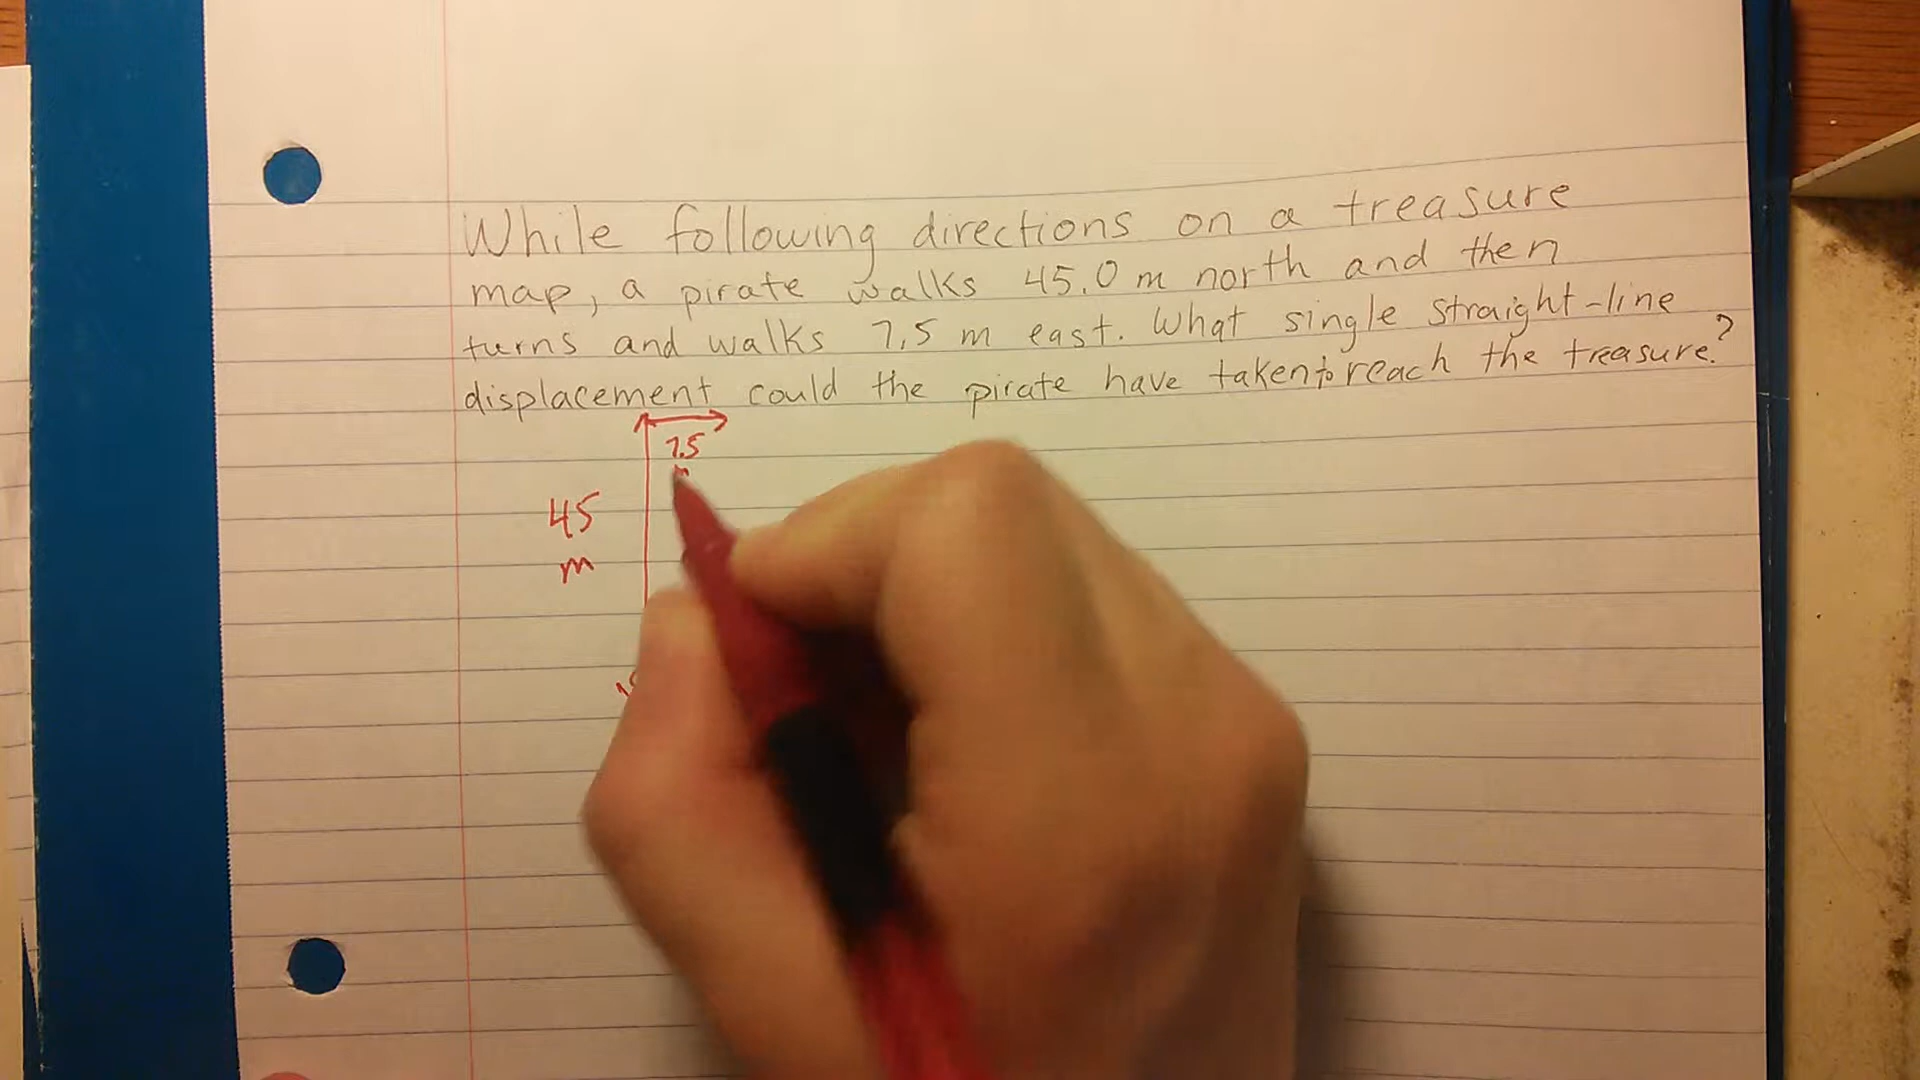 While following directions on a treasure
map, a pirate walks 45.0 m north and then
turns and walks 7.5 m east. What single straight-line
displacement could the pirate have taken to reach the treasure?
7.5
45
m